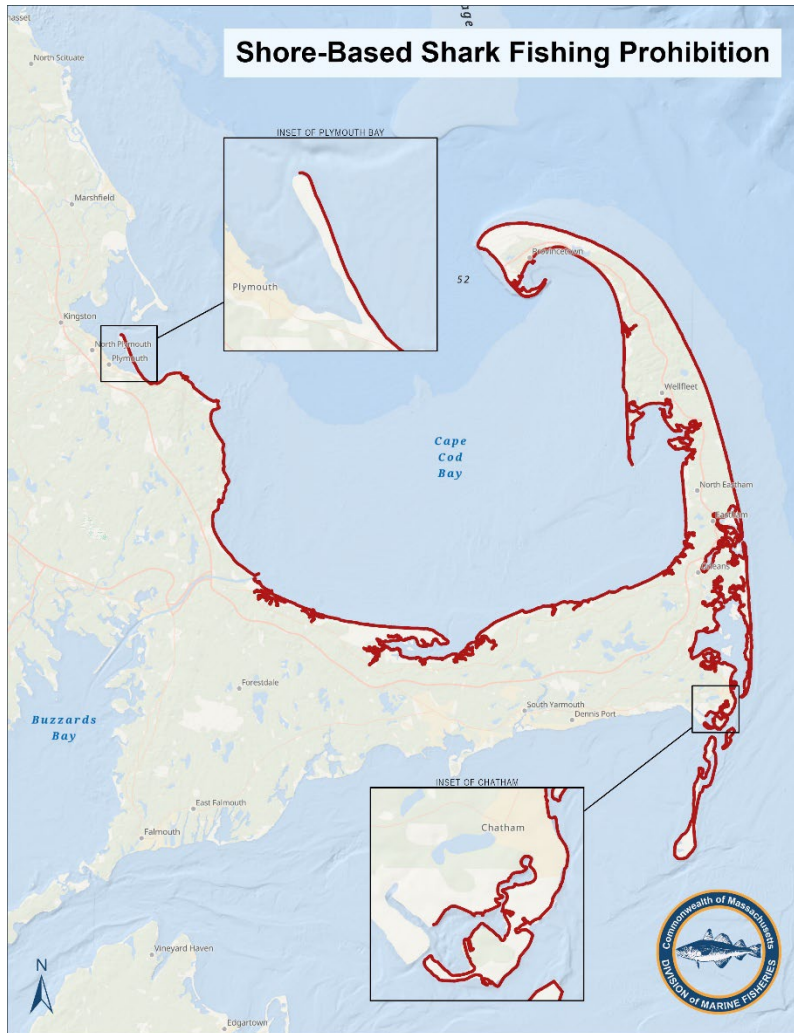 hasset
North Scituate
age
Shore-Based Shark Fishing Prohibition
INSET OF PLYMOUTH BAY
Marshfield
Plymouth
Provincetown
52
Kingston
North Plymouth
Plymouth
Wellfleet
Cape
Cod
Bay
North Eastham
Eastham
Orleans
Forestdale
South Yarmouth
Dennis Port
Buzzards
Bay
INSET OF CHATHAM
Chatham
East Falmouth
Falmouth
Vineyard Haven
Edgartown
N
Commonwealth of Massachusetts
DIVISION of MARINE FISHERIES